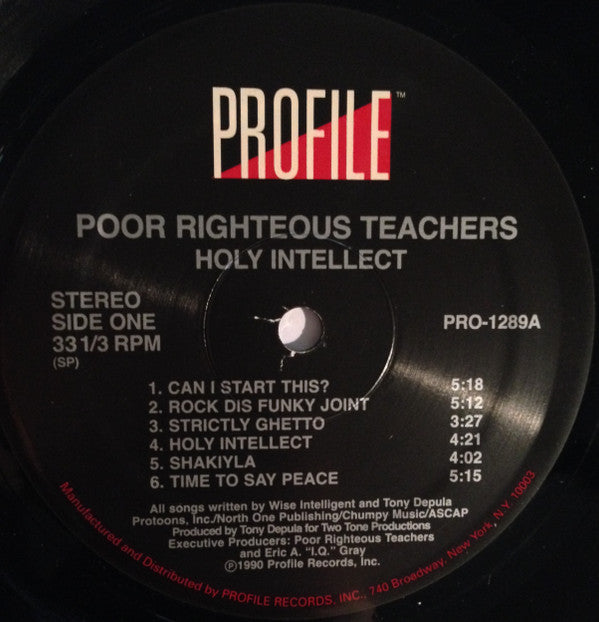 PROFILE™
POOR RIGHTEOUS TEACHERS
HOLY INTELLECT
STEREO
SIDE ONE
33 1/3 RPM
(SP)
PRO-1289A
1. CAN I START THIS? 5:18
2. ROCK DIS FUNKY JOINT 5:12
3. STRICTLY GHETTO 3:27
4. HOLY INTELLECT 4:21
5. SHAKIYLA 4:02
6. TIME TO SAY PEACE 5:15
All songs written by Wise Intelligent and Tony Depula
Protoons, Inc./North One Publishing/Chumpy Music/ASCAP
Produced by Tony Depula for Two Tone Productions
Executive Producers: Poor Righteous Teachers
and Eric A. "I.Q." Gray
℗1990 Profile Records, Inc.
Manufactured and Distributed by PROFILE RECORDS, INC., 740 Broadway, New York, N.Y. 10003